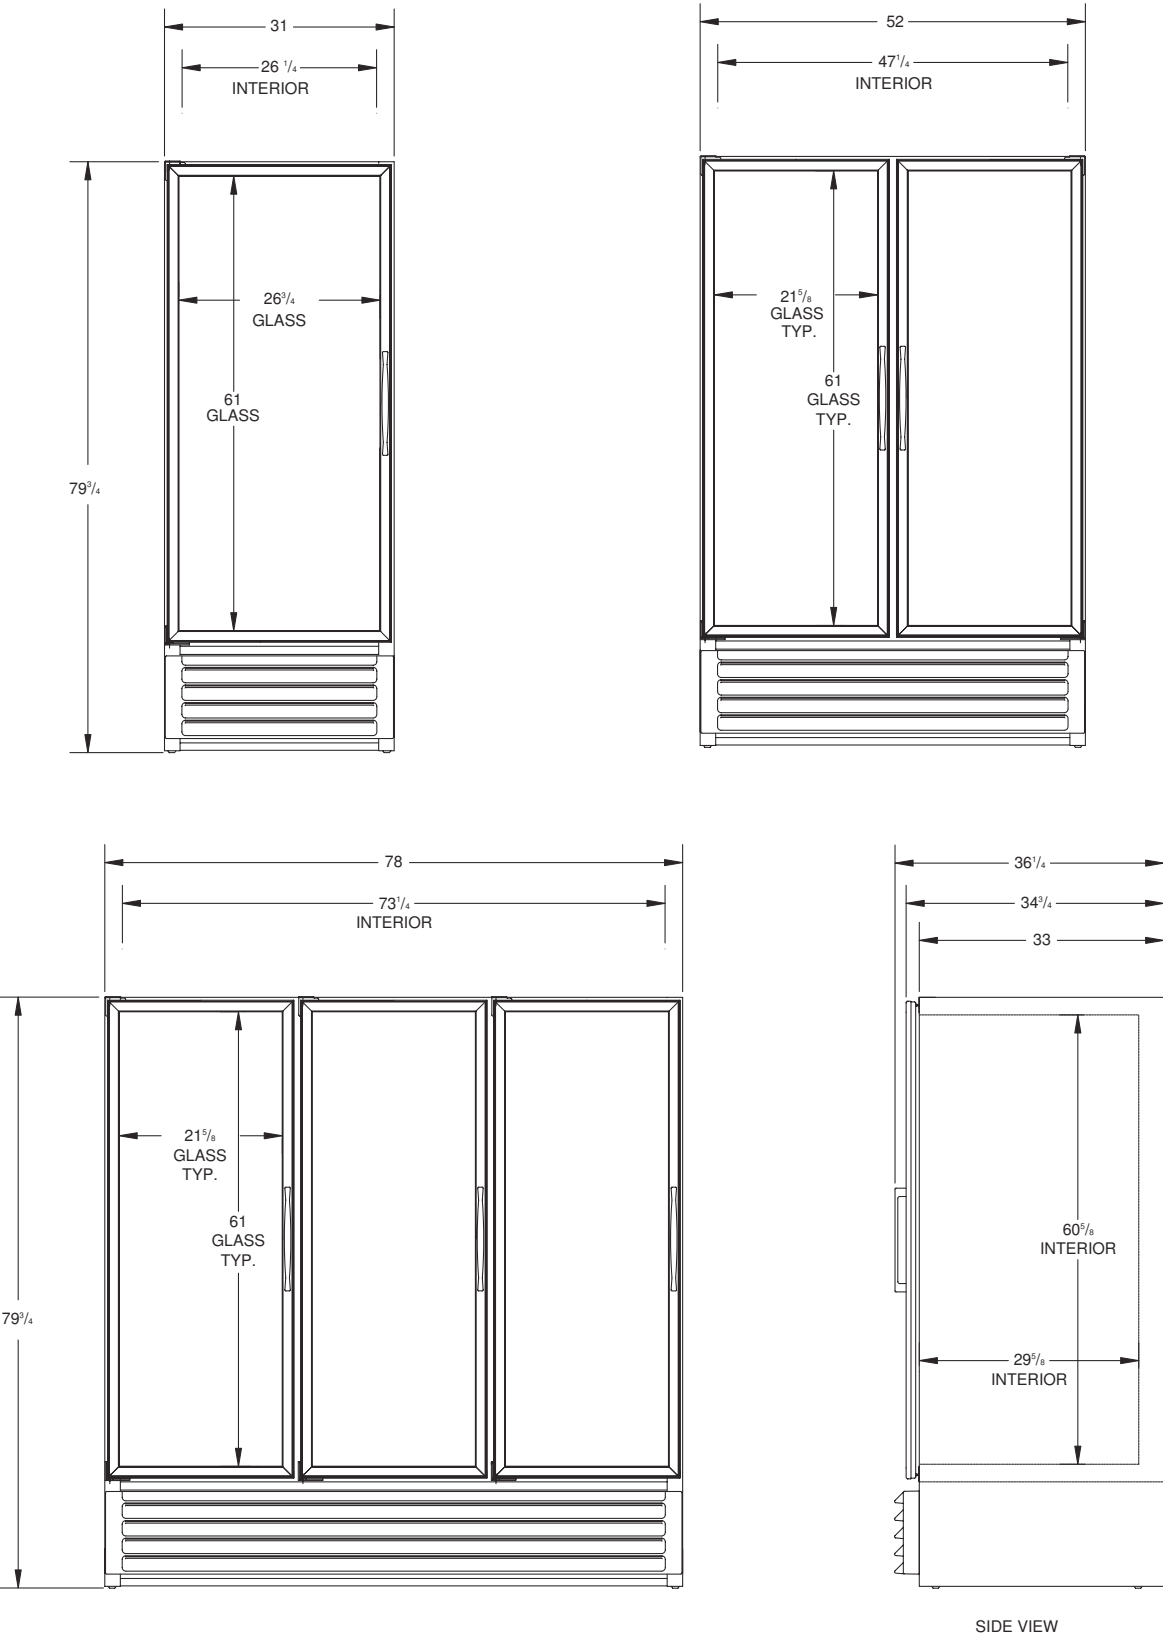 31
26 1/4
INTERIOR
26 3/4
GLASS
61
GLASS
79 3/4
52
47 1/4
INTERIOR
21 5/8
GLASS
TYP.
61
GLASS
TYP.
78
73 1/4
INTERIOR
21 5/8
GLASS
TYP.
61
GLASS
TYP.
79 3/4
36 1/4
34 3/4
33
60 5/8
INTERIOR
29 5/8
INTERIOR
SIDE VIEW